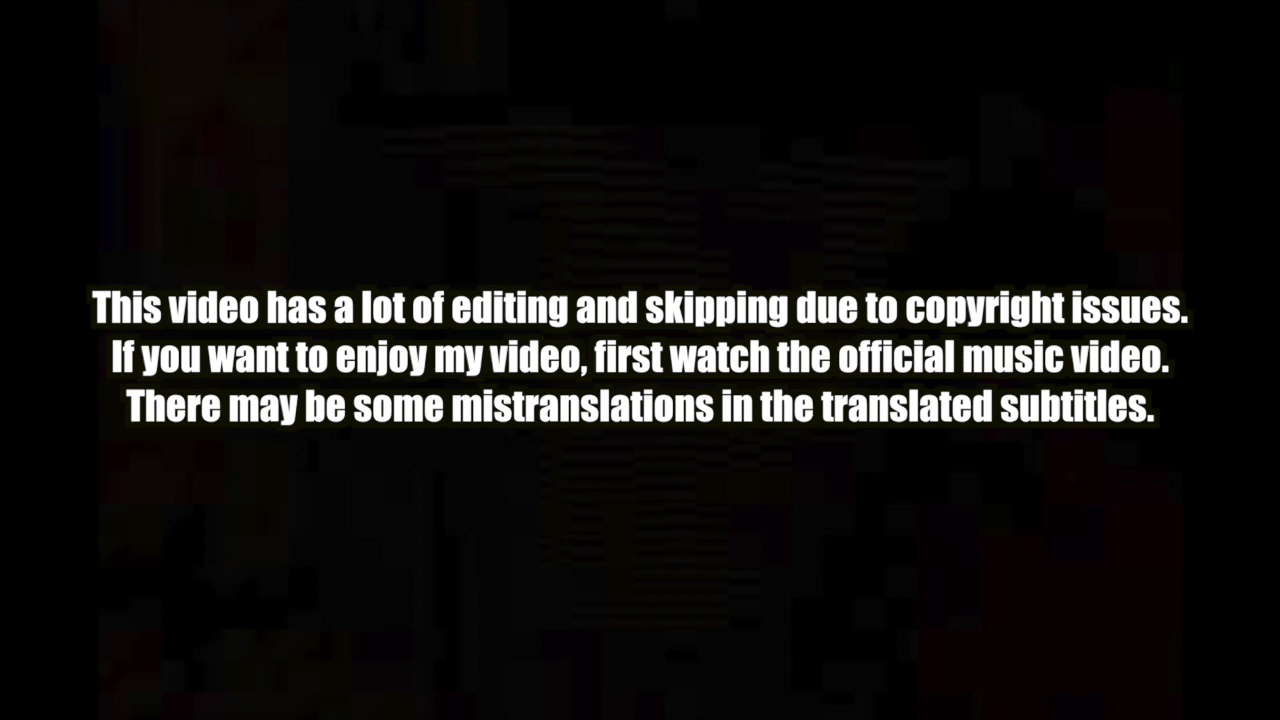 This video has a lot of editing and skipping due to copyright issues.
If you want to enjoy my video, first watch the official music video.
There may be some mistranslations in the translated subtitles.